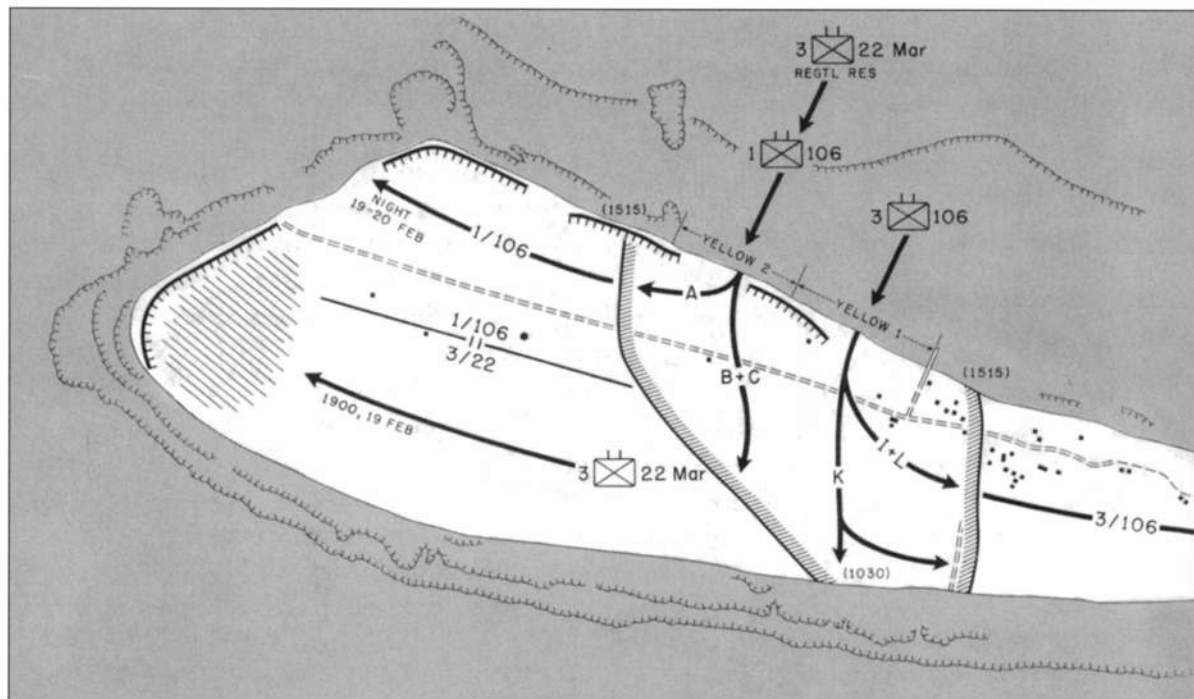 3 22 Mar
REGTL RES
1 106
3 106
NIGHT
19-20 FEB
1/106
(1515)
YELLOW 2
YELLOW 1
(1515)
A
B+C
1/106
3/22
1900, 19 FEB
3 22 Mar
I+L
K
3/106
(1030)